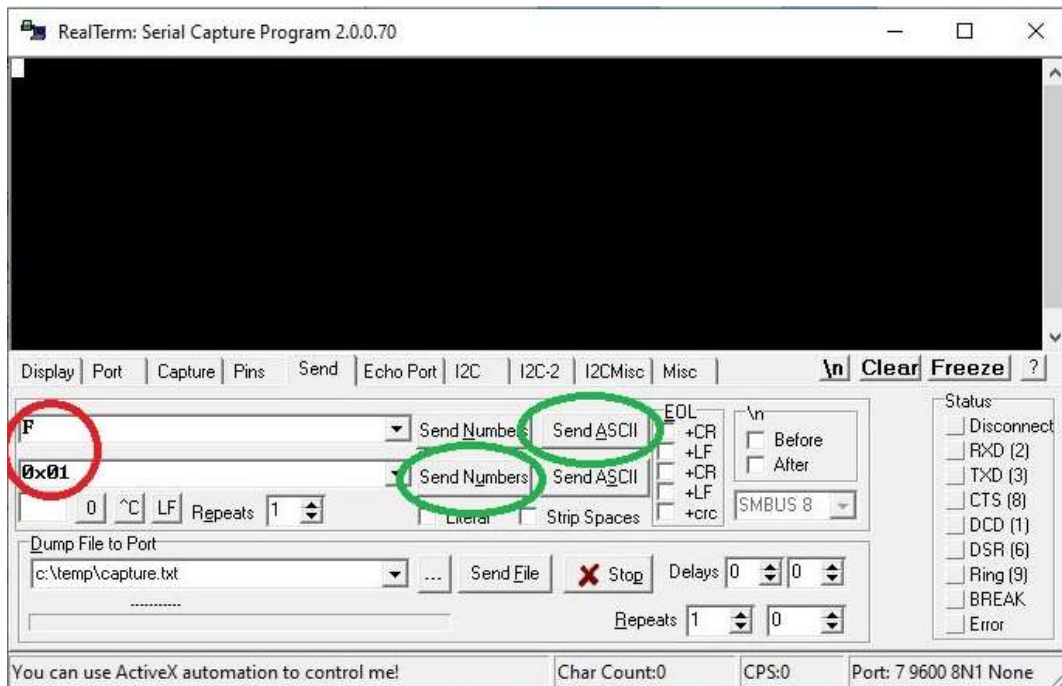 RealTerm: Serial Capture Program 2.0.0.70
Display Port Capture Pins Send Echo Port I2C I2C-2 I2CMisc Misc \n Clear Freeze ?
F Send Numbers Send ASCII
0x01 Send Numbers Send ASCII
EOL
+CR
+LF
+CR
+LF
+crc
\n
Before
After
SMBUS 8
0 ^C LF Repeats 1 Literal Strip Spaces
Dump File to Port
c:\temp\capture.txt ... Send File Stop Delays 0 0
Repeats 1 0
Status
Disconnect
RXD (2)
TXD (3)
CTS (8)
DCD (1)
DSR (6)
Ring (9)
BREAK
Error
You can use ActiveX automation to control me! Char Count:0 CPS:0 Port: 7 9600 8N1 None